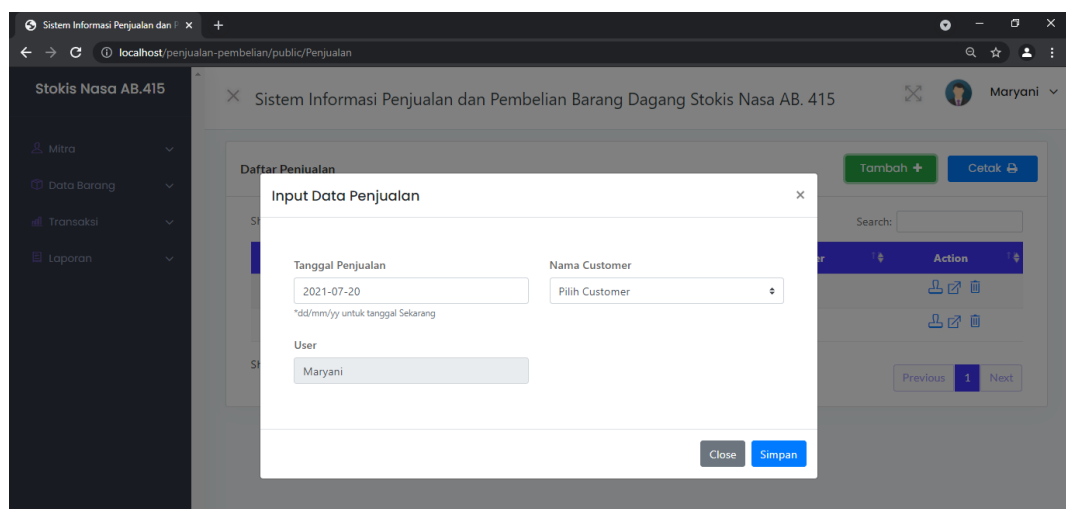 Sistem Informasi Penjualan dan P
localhost/penjualan-pembelian/public/Penjualan
Stokis Nasa AB.415
Sistem Informasi Penjualan dan Pembelian Barang Dagang Stokis Nasa AB. 415
Maryani
Mitra
Data Barang
Transaksi
Laporan
Daftar Penjualan
Tambah +
Cetak
Search:
Action
Input Data Penjualan
×
Tanggal Penjualan
Nama Customer
2021-07-20
Pilih Customer
*dd/mm/yy untuk tanggal Sekarang
User
Maryani
Previous 1 Next
Close Simpan